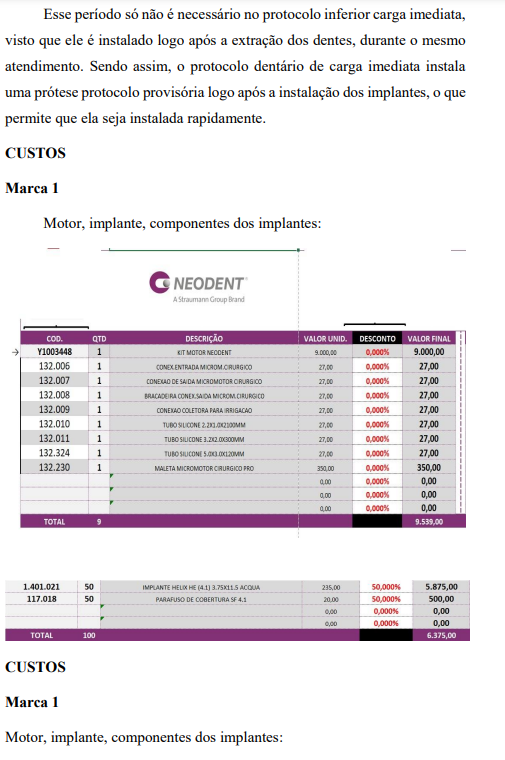 Esse período só não é necessário no protocolo inferior carga imediata,
visto que ele é instalado logo após a extração dos dentes, durante o mesmo
atendimento. Sendo assim, o protocolo dentário de carga imediata instala
uma prótese protocolo provisória logo após a instalação dos implantes, o que
permite que ela seja instalada rapidamente.
CUSTOS
Marca 1
Motor, implante, componentes dos implantes:
NEODENT
A Straumann Group Brand
COD. QTD DESCRIÇÃO VALOR UNID. DESCONTO VALOR FINAL
Y1003448 1 KIT MOTOR NEODENT 9.000,00 0,000% 9.000,00
132.006 1 CONEX.ENTRADA MICROM.CIRURGICO 27,00 0,000% 27,00
132.007 1 CONEXAO DE SAIDA MICROMOTOR CIRURGICO 27,00 0,000% 27,00
132.008 1 BRACADEIRA CONEX.SAIDA MICROM.CIRURGICO 27,00 0,000% 27,00
132.009 1 CONEXAO COLETORA PARA IRRIGACAO 27,00 0,000% 27,00
132.010 1 TUBO SILICONE 2.2X1.0X2100MM 27,00 0,000% 27,00
132.011 1 TUBO SILICONE 3.2X2.0X300MM 27,00 0,000% 27,00
132.324 1 TUBO SILICONE 5.0X3.0X120MM 27,00 0,000% 27,00
132.230 1 MALETA MICROMOTOR CIRURGICO PRO 350,00 0,000% 350,00
0,00 0,000% 0,00
0,00 0,000% 0,00
0,00 0,000% 0,00
TOTAL 9 9.539,00
1.401.021 50 IMPLANTE HELIX HE (4.1) 3.75X11.5 ACQUA 235,00 50,000% 5.875,00
117.018 50 PARAFUSO DE COBERTURA SF 4.1 20,00 50,000% 500,00
0,00 0,000% 0,00
0,00 0,000% 0,00
TOTAL 100 6.375,00
CUSTOS
Marca 1
Motor, implante, componentes dos implantes: